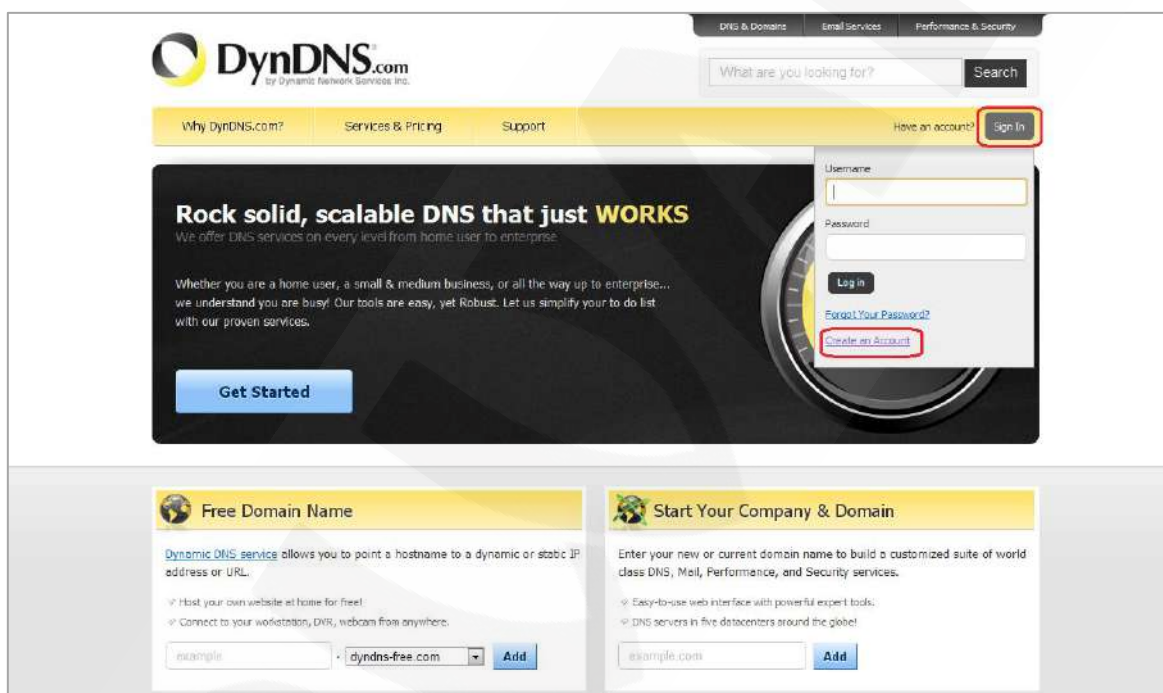 DNS & Domains Email Services Performance & Security
DynDNS.com
by Dynamic Network Services Inc.
What are you looking for? Search
Why DynDNS.com? Services & Pricing Support Have an account? Sign In
Username
Password
Log in
Forgot Your Password?
Create an Account
Rock solid, scalable DNS that just WORKS
We offer DNS services on every level from home user to enterprise
Whether you are a home user, a small & medium business, or all the way up to enterprise...
we understand you are busy! Our tools are easy, yet Robust. Let us simplify your to do list
with our proven services.
Get Started
Free Domain Name
Dynamic DNS service allows you to point a hostname to a dynamic or static IP
address or URL.
Host your own website at home for free!
Connect to your workstation, DVR, webcam from anywhere.
example . dyndns-free.com Add
Start Your Company & Domain
Enter your new or current domain name to build a customized suite of world
class DNS, Mail, Performance, and Security services.
Easy-to-use web interface with powerful expert tools.
DNS servers in five datacenters around the globe!
example.com Add